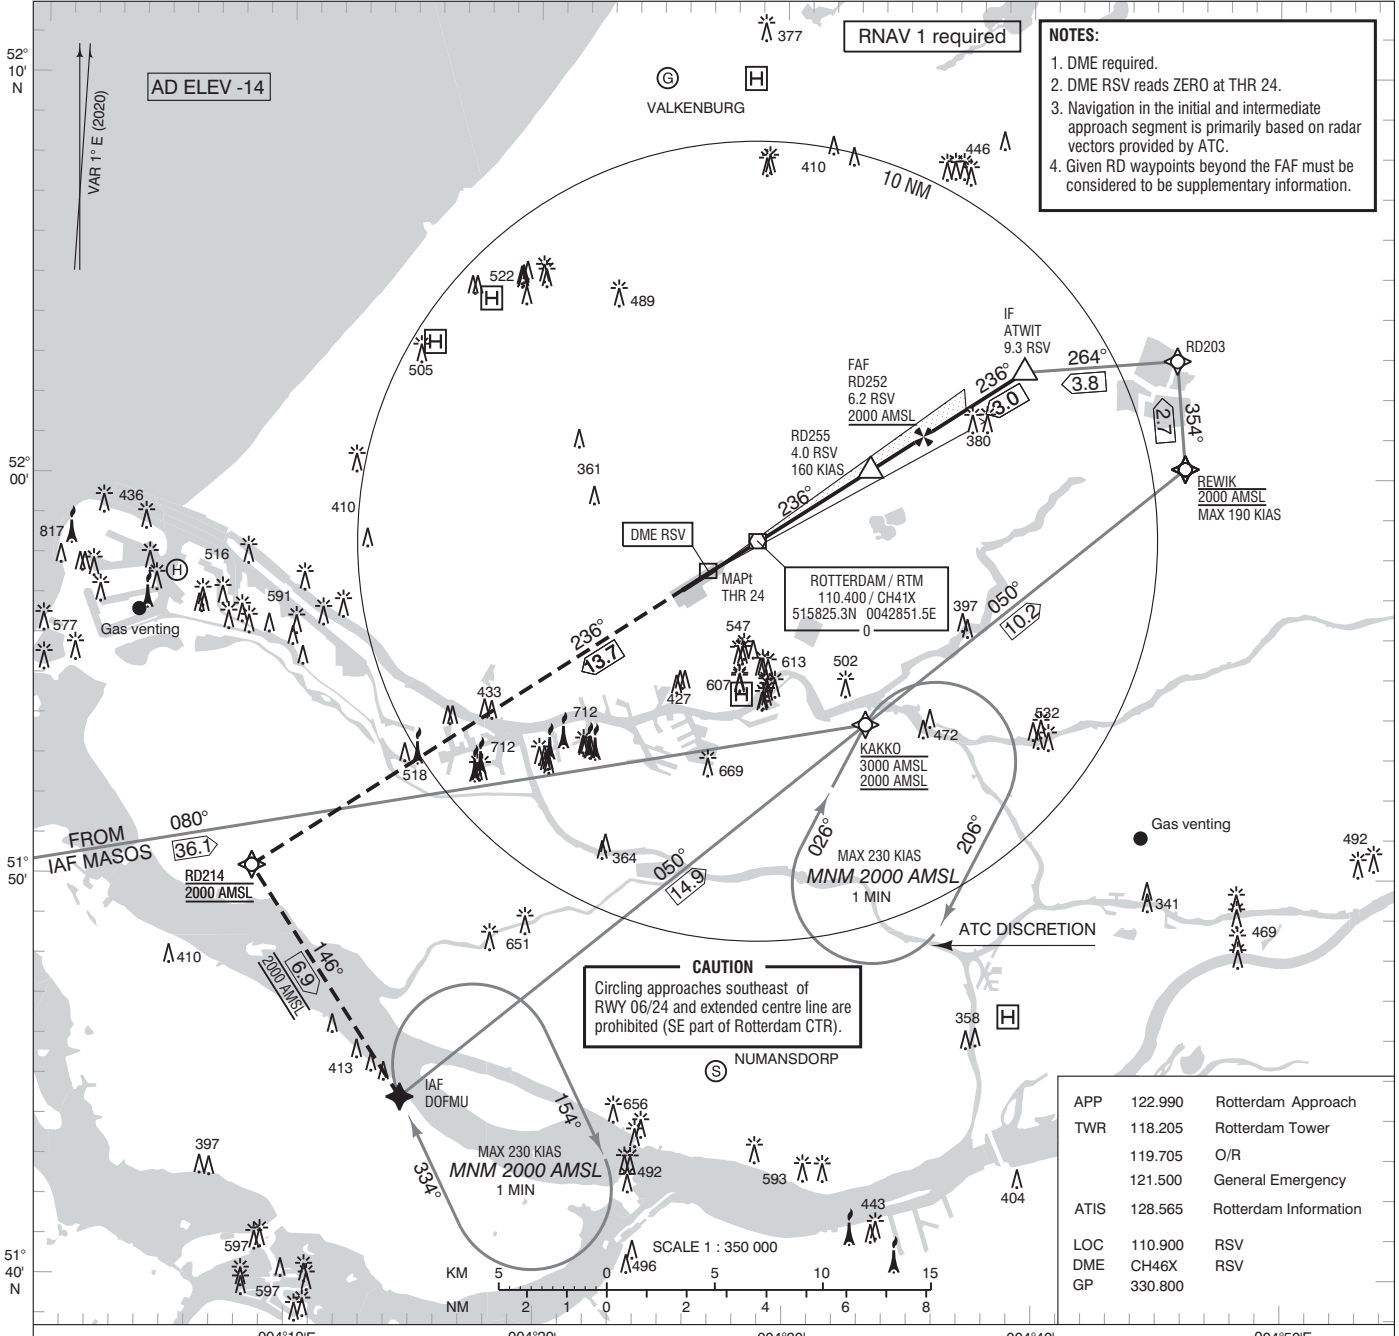 377
RNAV 1 required
NOTES:
1. DME required.
2. DME RSV reads ZERO at THR 24.
3. Navigation in the initial and intermediate
approach segment is primarily based on radar
vectors provided by ATC.
4. Given RD waypoints beyond the FAF must be
considered to be supplementary information.
52°
10'
N
AD ELEV -14
VAR 1° E (2020)
G
H
VALKENBURG
410
446
10 NM
522
H
489
H
505
IF
ATWIT
9.3 RSV
264°
3.8
RD203
FAF
RD252
6.2 RSV
2000 AMSL
236°
3.0
380
2.7
354°
RD255
4.0 RSV
160 KIAS
236°
REWIK
2000 AMSL
MAX 190 KIAS
52°
00'
361
410
436
817
516
H
591
577
Gas venting
DME RSV
MAPt
THR 24
ROTTERDAM / RTM
110.400 / CH41X
515825.3N 0042851.5E
0
397
050°
10.2
236°
13.7
547
613
607
H
502
427
433
712
712
518
669
472
532
KAKKO
3000 AMSL
2000 AMSL
080°
36.1
FROM
IAF MASOS
51°
50'
RD214
2000 AMSL
364
050°
14.9
026°
206°
MAX 230 KIAS
MNM 2000 AMSL
1 MIN
Gas venting
492
341
469
ATC DISCRETION
651
410
146°
6.9
2000 AMSL
CAUTION
Circling approaches southeast of
RWY 06/24 and extended centre line are
prohibited (SE part of Rotterdam CTR).
358
H
NUMANSDORP
S
413
IAF
DOFMU
154°
334°
MAX 230 KIAS
MNM 2000 AMSL
1 MIN
656
492
593
443
404
397
597
597
496
51°
40'
N
SCALE 1 : 350 000
KM 5 0 5 10 15
NM 2 1 0 2 4 6 8
APP 122.990 Rotterdam Approach
TWR 118.205 Rotterdam Tower
119.705 O/R
121.500 General Emergency
ATIS 128.565 Rotterdam Information
LOC 110.900 RSV
DME CH46X RSV
GP 330.800